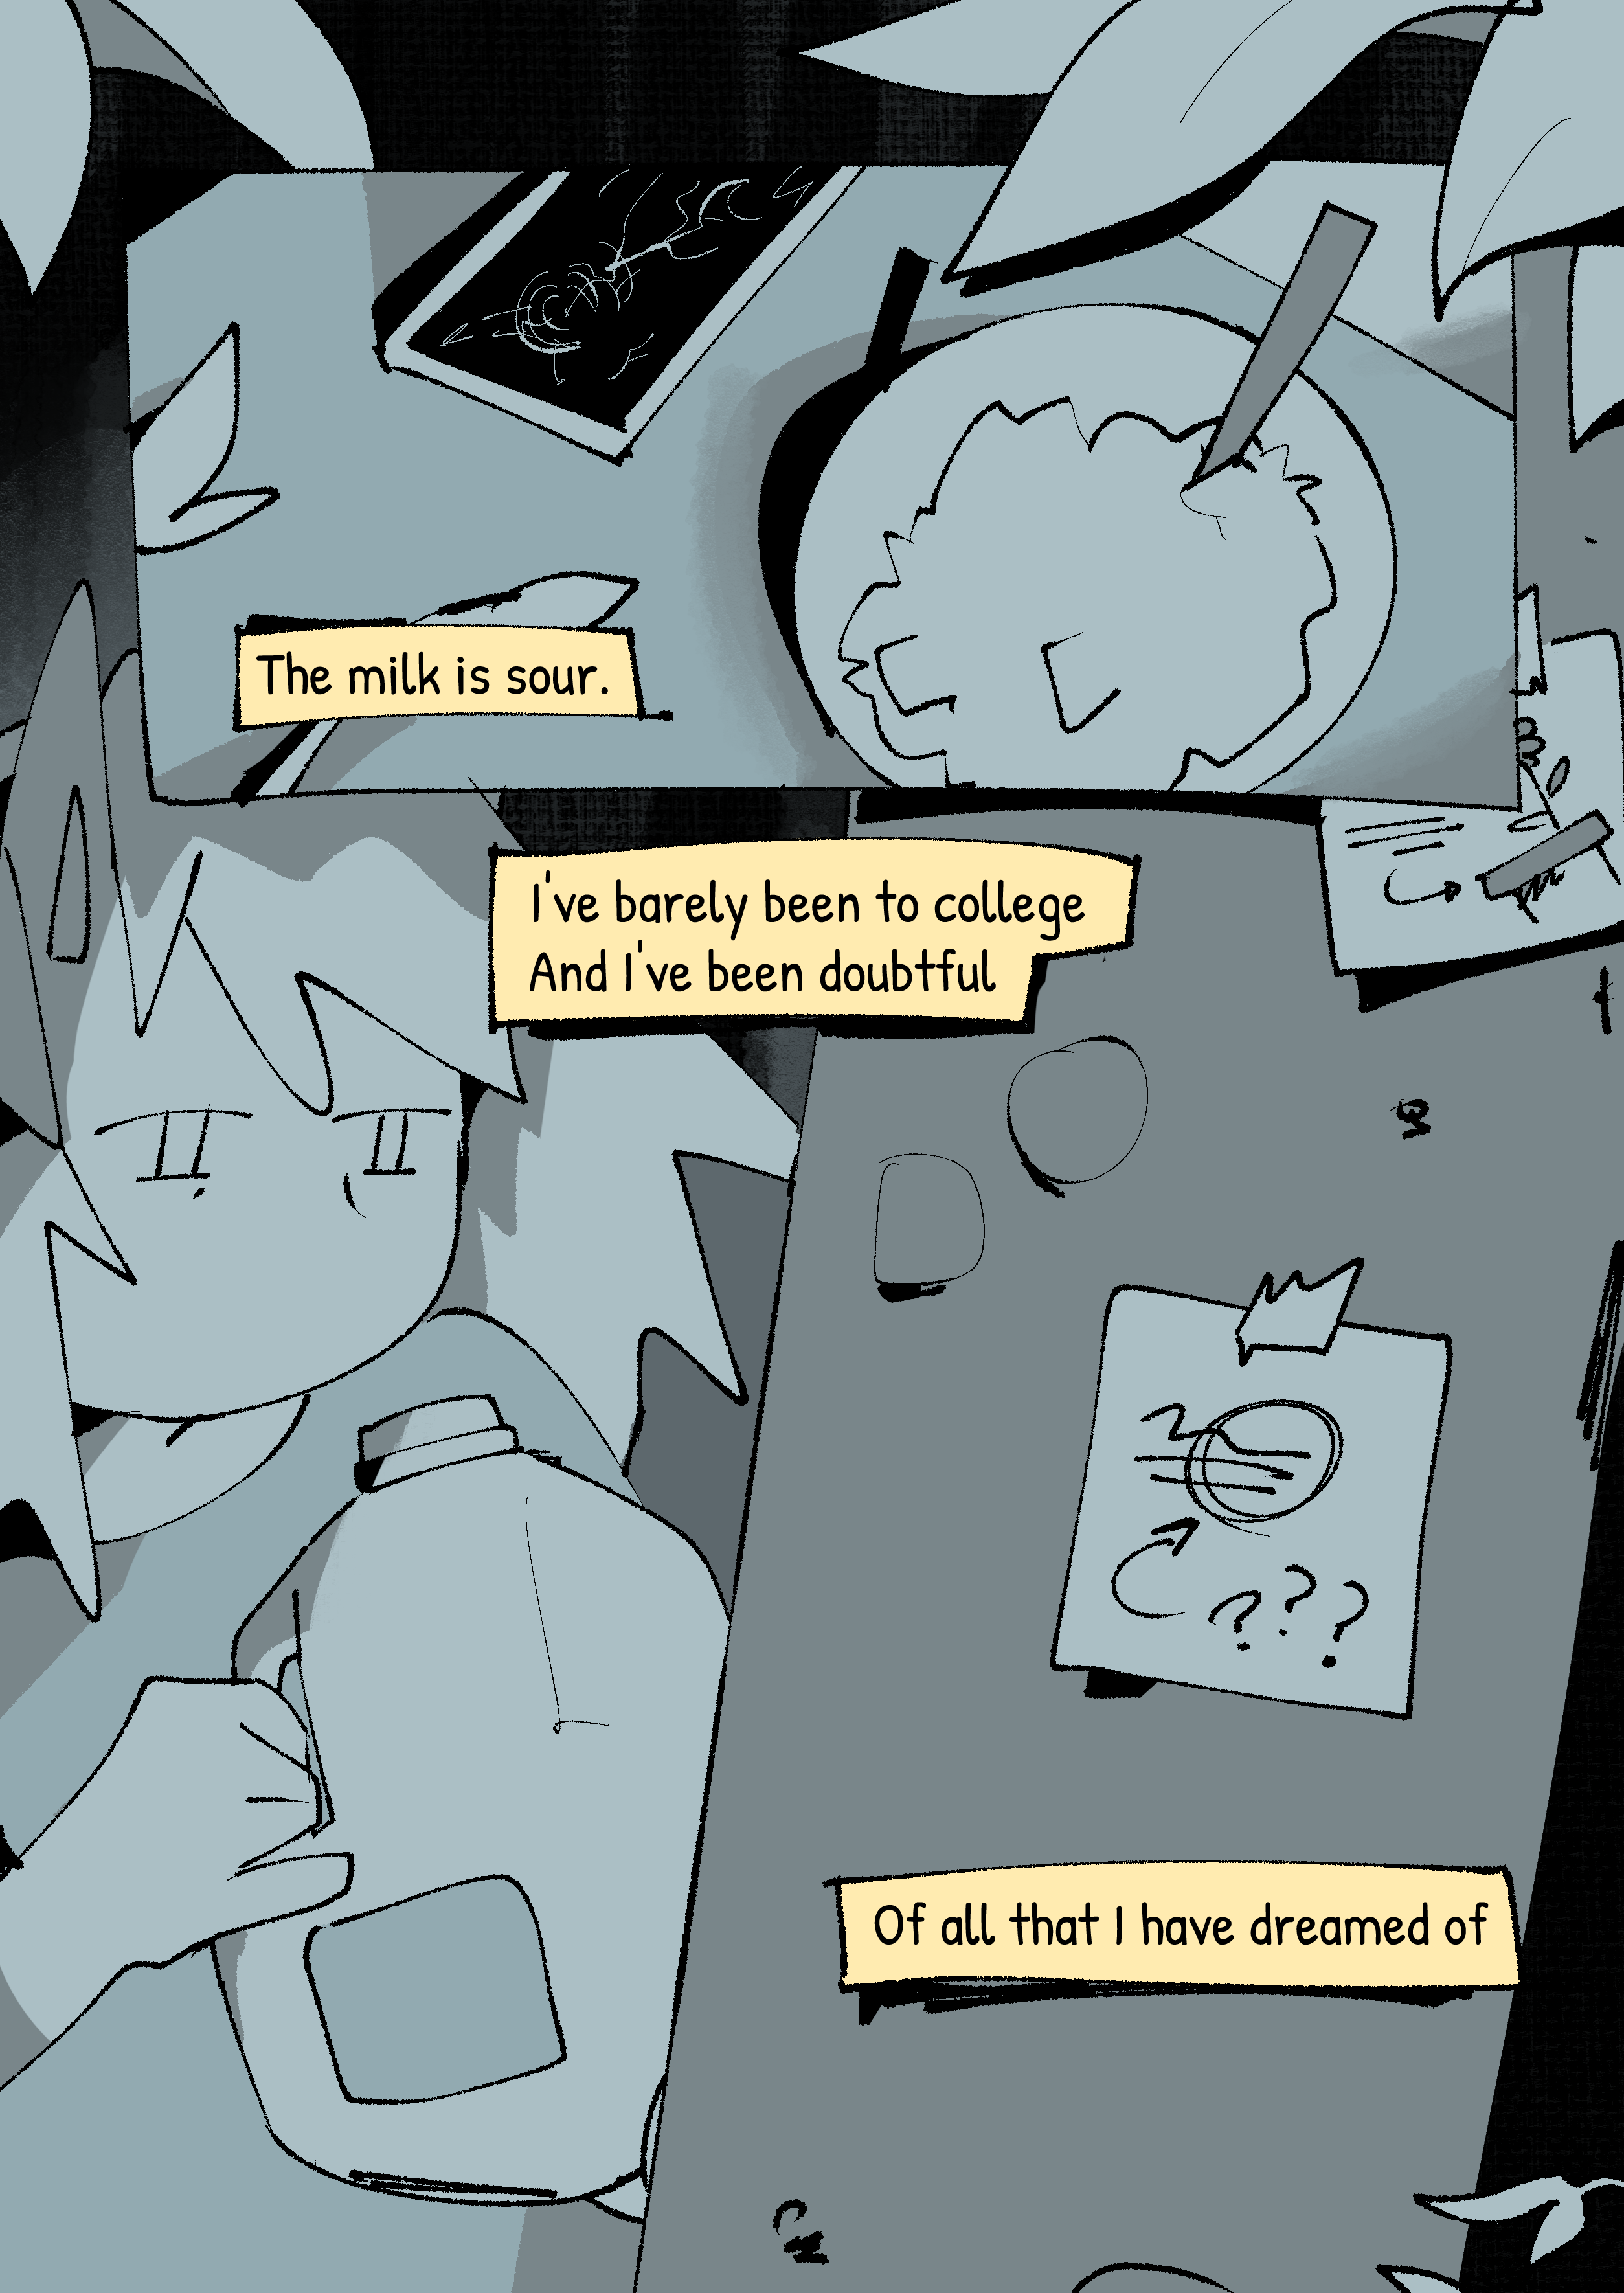 The milk is sour.
I've barely been to college
And I've been doubtful
???
Of all that I have dreamed of